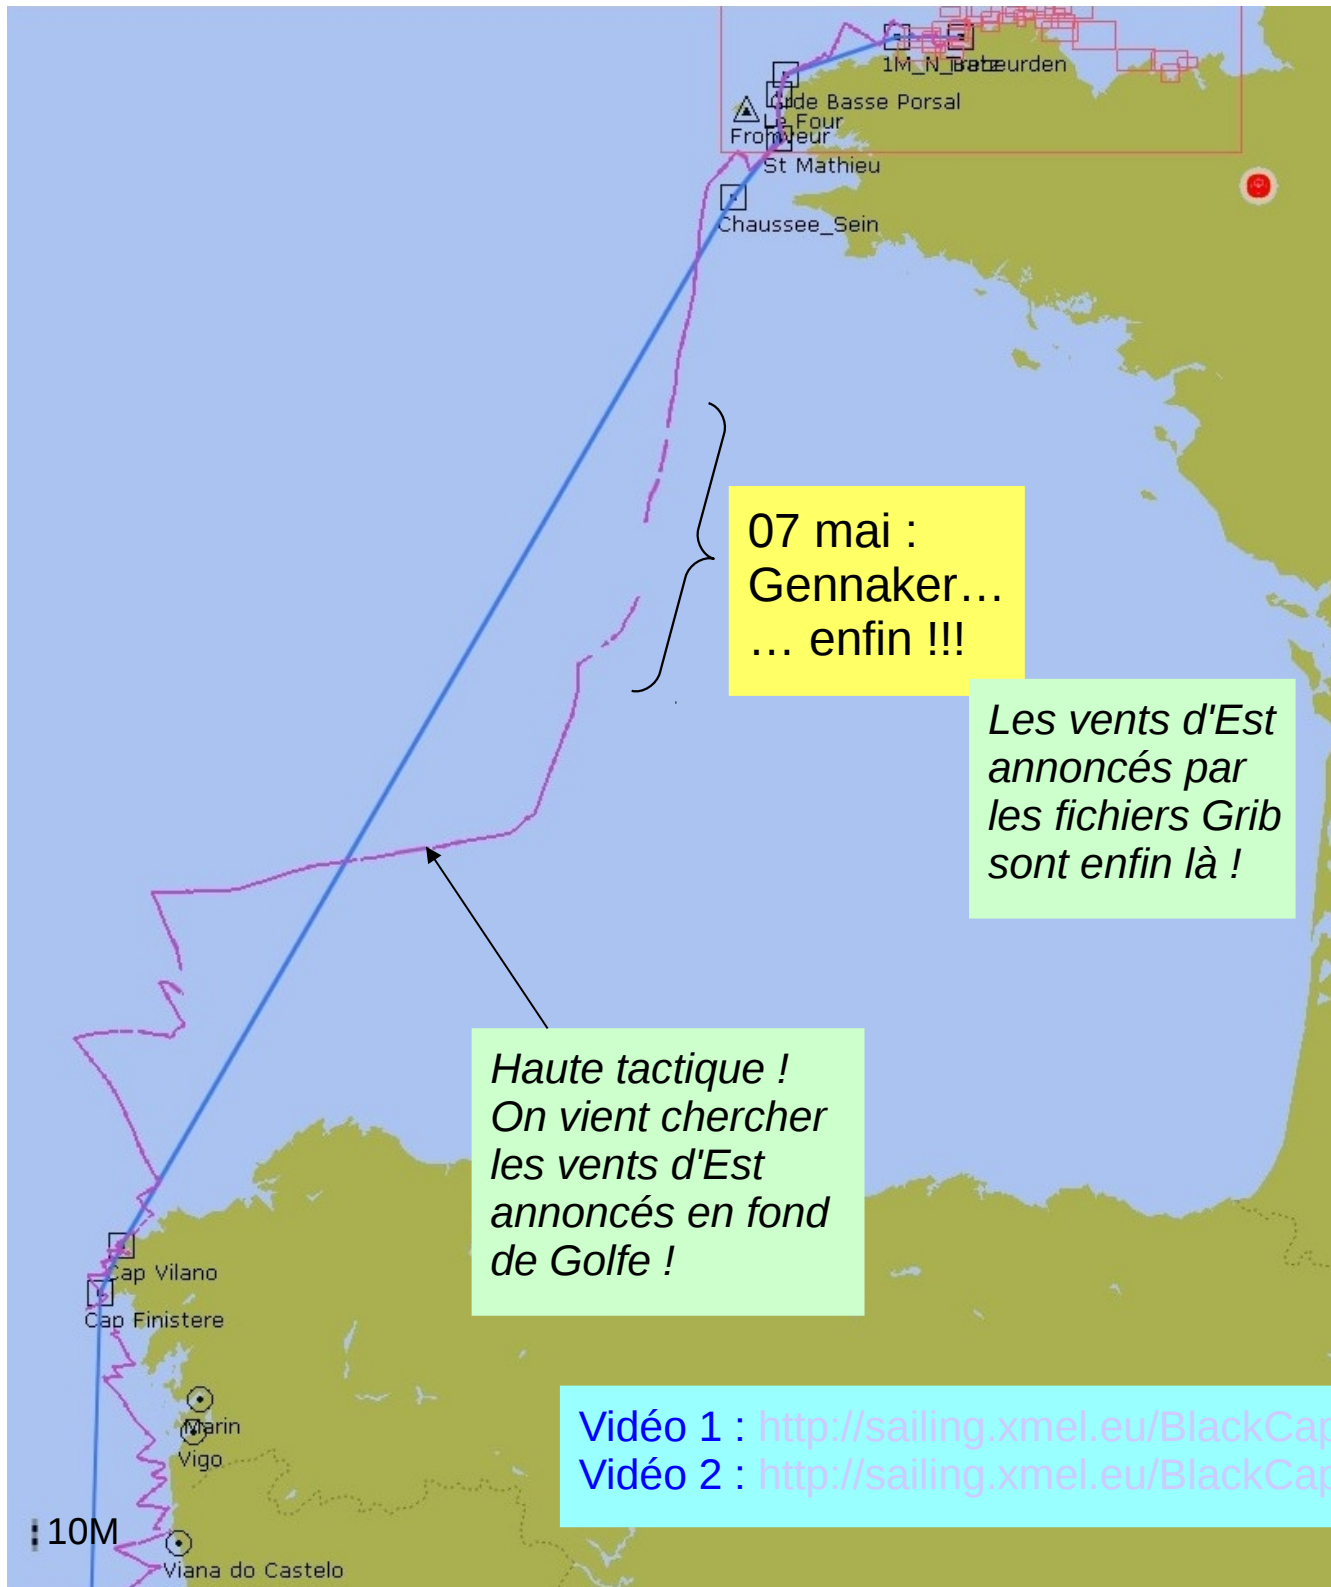 1M_N_Batz
Trebeurden
Grde Basse Porsal
Le Four
Fromveur
St Mathieu
Chaussee_Sein
07 mai :
Gennaker…
… enfin !!!
Les vents d'Est
annoncés par
les fichiers Grib
sont enfin là !
Haute tactique !
On vient chercher
les vents d'Est
annoncés en fond
de Golfe !
Cap Vilano
Cap Finistere
Marin
Vigo
Vidéo 1 : http://sailing.xmel.eu/BlackCap
Vidéo 2 : http://sailing.xmel.eu/BlackCap
10M
Viana do Castelo